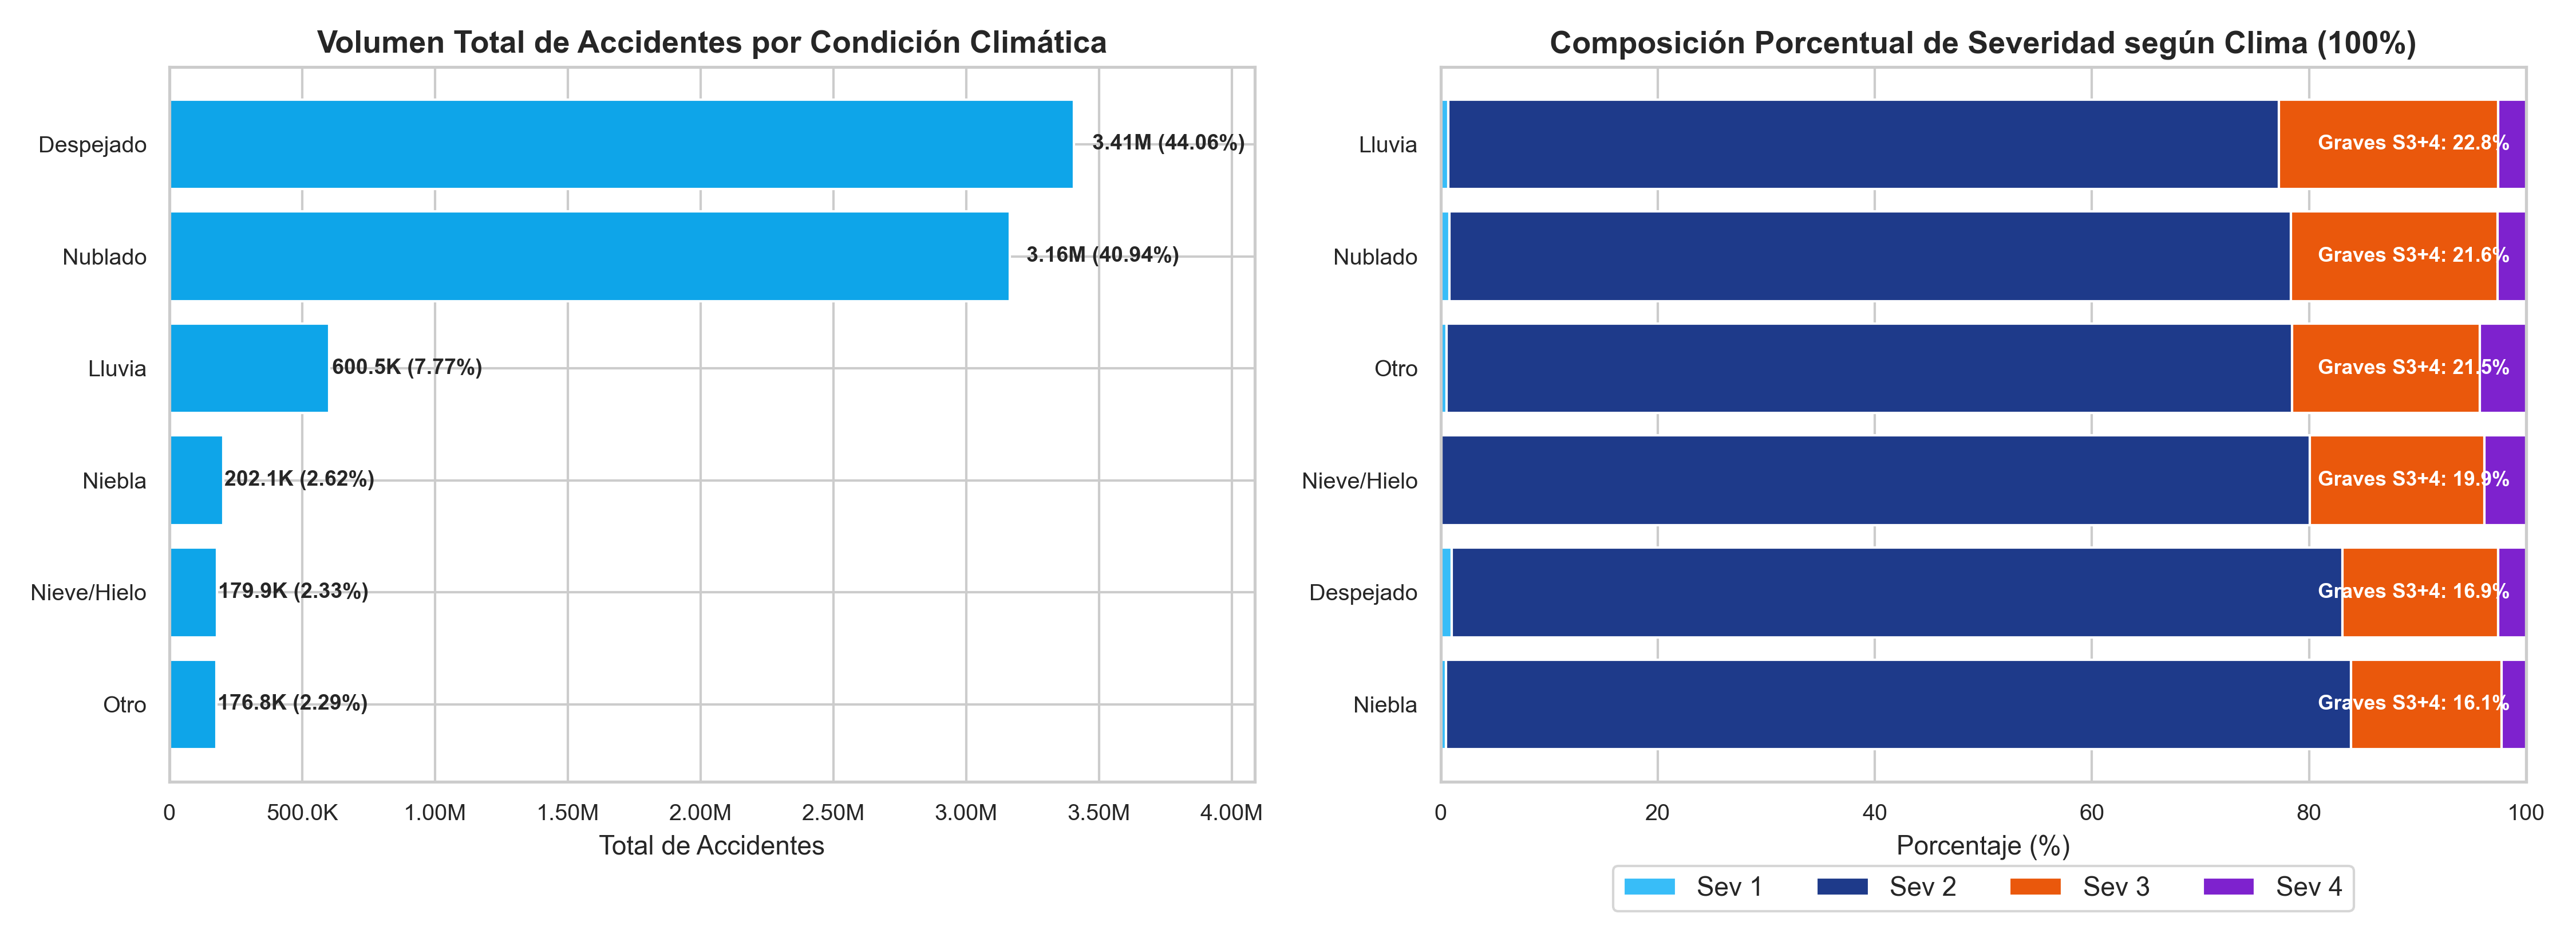 Volumen Total de Accidentes por Condición Climática
Despejado
3.41M (44.06%)
Nublado
3.16M (40.94%)
Lluvia
600.5K (7.77%)
Niebla
202.1K (2.62%)
Nieve/Hielo
179.9K (2.33%)
Otro
176.8K (2.29%)
0 500.0K 1.00M 1.50M 2.00M 2.50M 3.00M 3.50M 4.00M
Total de Accidentes
Composición Porcentual de Severidad según Clima (100%)
Lluvia
Graves S3+4: 22.8%
Nublado
Graves S3+4: 21.6%
Otro
Graves S3+4: 21.5%
Nieve/Hielo
Graves S3+4: 19.9%
Despejado
Graves S3+4: 16.9%
Niebla
Graves S3+4: 16.1%
0 20 40 60 80 100
Porcentaje (%)
Sev 1 Sev 2 Sev 3 Sev 4